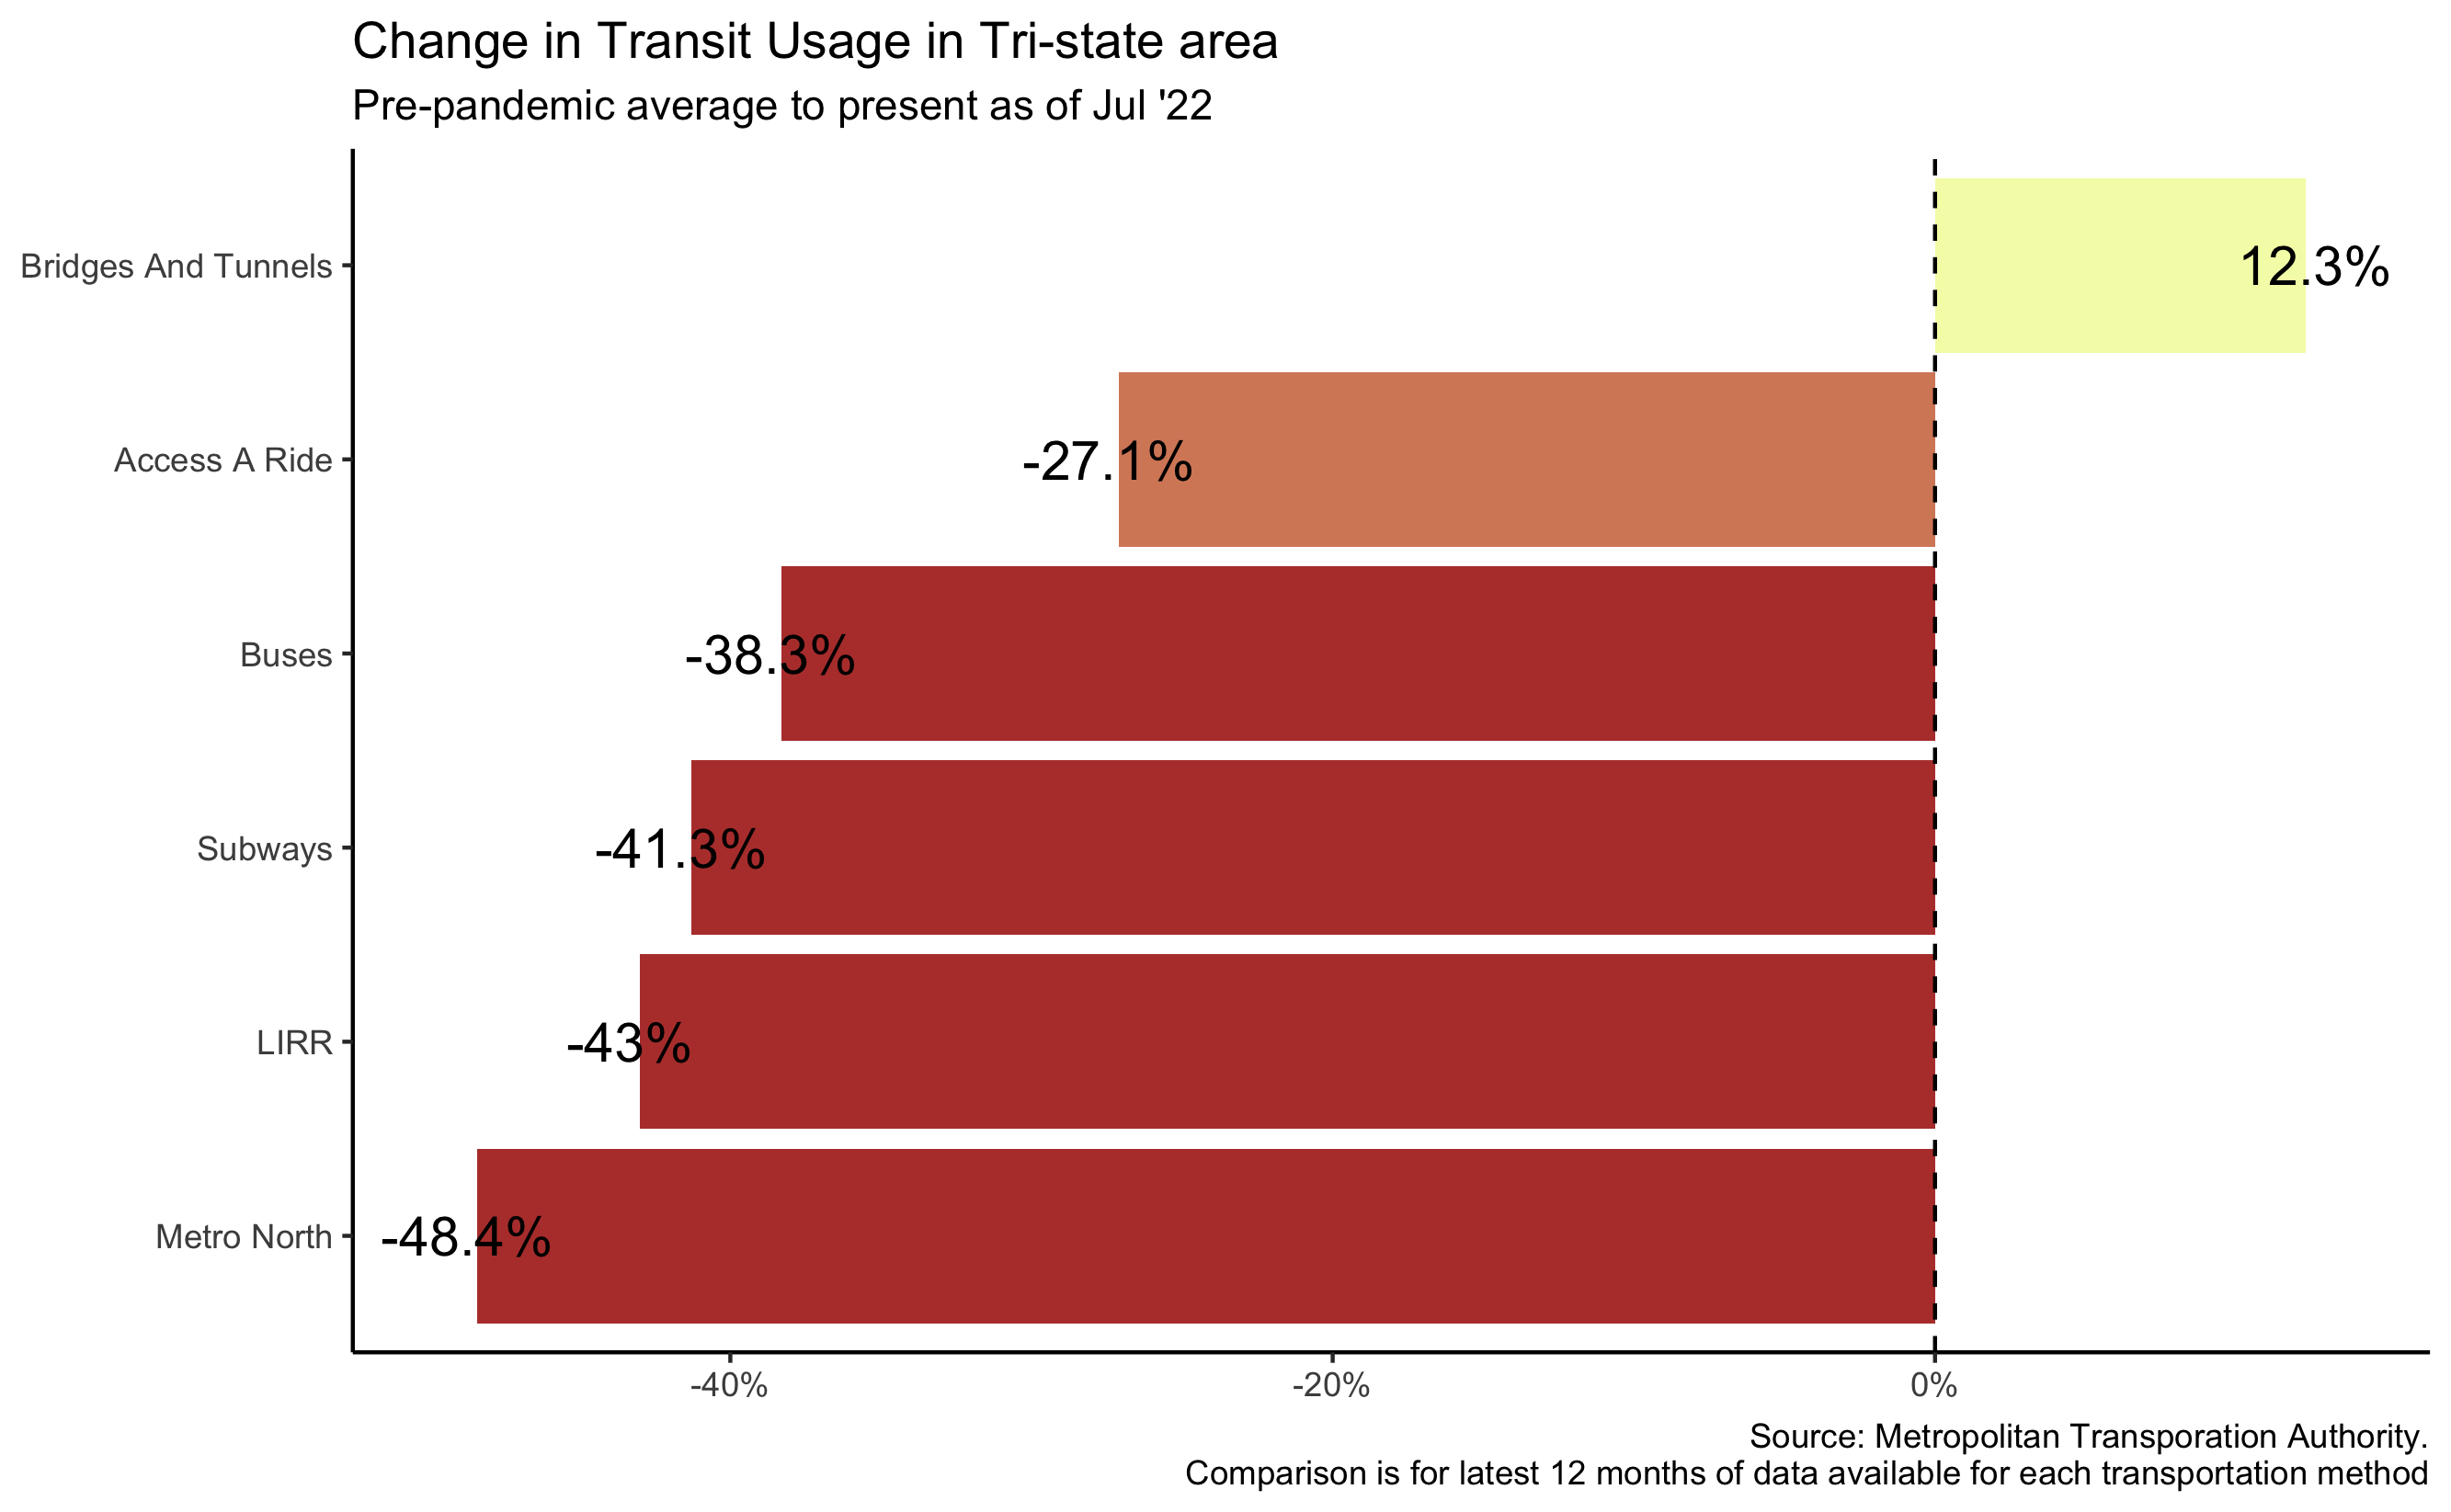 Change in Transit Usage in Tri-state area
Pre-pandemic average to present as of Jul '22
Bridges And Tunnels
12.3%
Access A Ride
-27.1%
Buses
-38.3%
Subways
-41.3%
LIRR
-43%
Metro North
-48.4%
-40%
-20%
0%
Source: Metropolitan Transporation Authority.
Comparison is for latest 12 months of data available for each transportation method